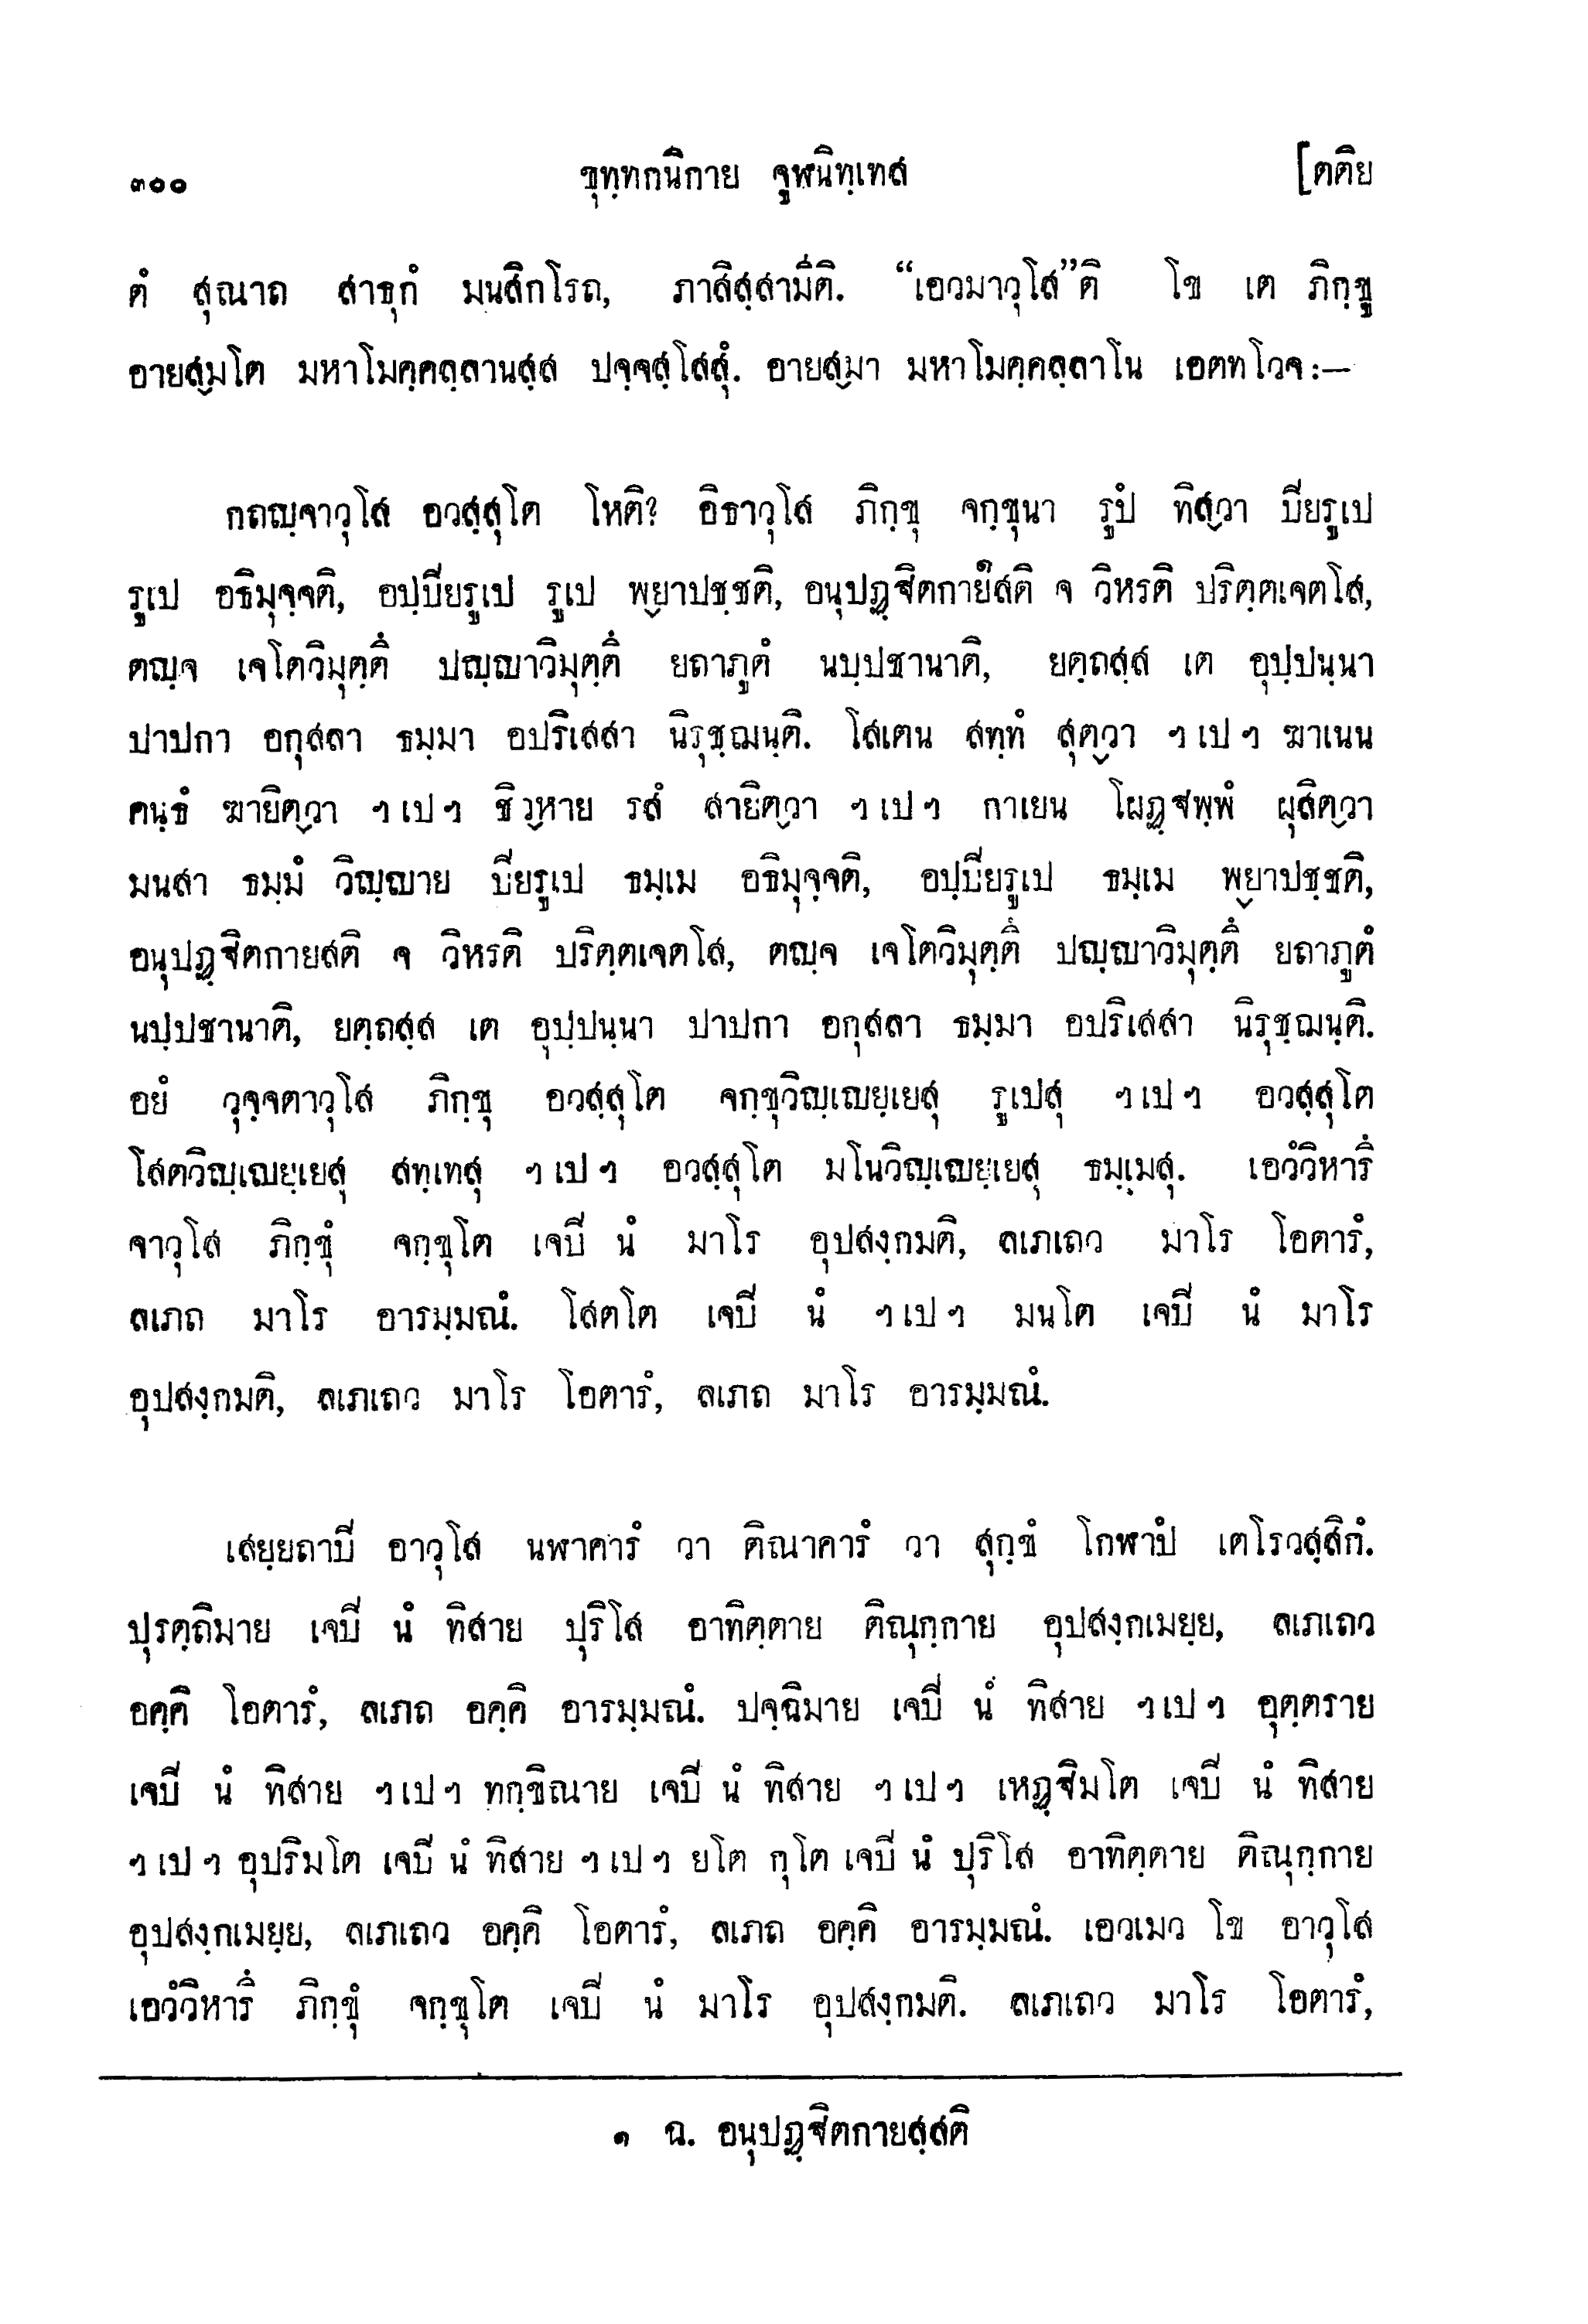 ๓๐๐ ขุทฺทกนิกาย จูฬนิทฺเทส [ตติย
ตํ สุณาถ สาธุกํ มนสิกโรถ, ภาสิสฺสามีติ. “เอวมาวุโส”ติ โข เต ภิกฺขู
อายสฺมโต มหาโมคฺคลฺลานสฺส ปจฺจสฺโสสุํ. อายสฺมา มหาโมคฺคลฺลาโน เอตทโวจ:—
กถญฺจาวุโส อวสฺสุโต โหติ? อิธาวุโส ภิกฺขุ จกฺขุนา รูปํ ทิสฺวา ปิยรูเป
รูเป อธิมุจฺจติ, อปฺปิยรูเป รูเป พฺยาปชฺชติ, อนุปฏฺฐิตกาย๑สติ จ วิหรติ ปริตฺตเจตโส,
ตญฺจ เจโตวิมุตฺตึ ปญฺญาวิมุตฺตึ ยถาภูตํ นปฺปชานาติ, ยตฺถสฺส เต อุปฺปนฺนา
ปาปกา อกุสลา ธมฺมา อปริเสสา นิรุชฺฌนฺติ. โสเตน สทฺทํ สุตฺวา ฯ เป ฯ ฆาเนน
คนฺธํ ฆายิตฺวา ฯ เป ฯ ชิวฺหาย รสํ สายิตฺวา ฯ เป ฯ กาเยน โผฏฺฐพฺพํ ผุสิตฺวา
มนสา ธมฺมํ วิญฺญาย ปิยรูเป ธมฺเม อธิมุจฺจติ, อปฺปิยรูเป ธมฺเม พฺยาปชฺชติ,
อนุปฏฺฐิตกายสติ จ วิหรติ ปริตฺตเจตโส, ตญฺจ เจโตวิมุตฺตึ ปญฺญาวิมุตฺตึ ยถาภูตํ
นปฺปชานาติ, ยตฺถสฺส เต อุปฺปนฺนา ปาปกา อกุสลา ธมฺมา อปริเสสา นิรุชฺฌนฺติ.
อยํ วุจฺจตาวุโส ภิกฺขุ อวสฺสุโต จกฺขุวิญฺเญยฺเยสุ รูเปสุ ฯ เป ฯ อวสฺสุโต
โสตวิญฺเญยฺเยสุ สทฺเทสุ ฯ เป ฯ อวสฺสุโต มโนวิญฺเญยฺเยสุ ธมฺเมสุ. เอวํวิหารึ
จาวุโส ภิกฺขุํ จกฺขุโต เจปิ นํ มาโร อุปสงฺกมติ, ลเภเถว มาโร โอตารํ,
ลเภถ มาโร อารมฺมณํ. โสตโต เจปิ นํ ฯ เป ฯ มนโต เจปิ นํ มาโร
อุปสงฺกมติ, ลเภเถว มาโร โอตารํ, ลเภถ มาโร อารมฺมณํ.
เสยฺยถาปิ อาวุโส นฬาคารํ วา ติณาคารํ วา สุกฺขํ โกฬาปํ เตโรวสฺสิกํ.
ปุรตฺถิมาย เจปิ นํ ทิสาย ปุริโส อาทิตฺตาย ติณุกฺกาย อุปสงฺกเมยฺย, ลเภเถว
อคฺคิ โอตารํ, ลเภถ อคฺคิ อารมฺมณํ. ปจฺฉิมาย เจปิ นํ ทิสาย ฯ เป ฯ อุตฺตราย
เจปิ นํ ทิสาย ฯ เป ฯ ทกฺขิณาย เจปิ นํ ทิสาย ฯ เป ฯ เหฏฺฐิมโต เจปิ นํ ทิสาย
ฯ เป ฯ อุปริมโต เจปิ นํ ทิสาย ฯ เป ฯ ยโต กุโต เจปิ นํ ปุริโส อาทิตฺตาย ติณุกฺกาย
อุปสงฺกเมยฺย, ลเภเถว อคฺคิ โอตารํ, ลเภถ อคฺคิ อารมฺมณํ. เอวเมว โข อาวุโส
เอวํวิหารึ ภิกฺขุํ จกฺขุโต เจปิ นํ มาโร อุปสงฺกมติ. ลเภเถว มาโร โอตารํ,
๑ ฉ. อนุปฏฺฐิตกายสฺสติ